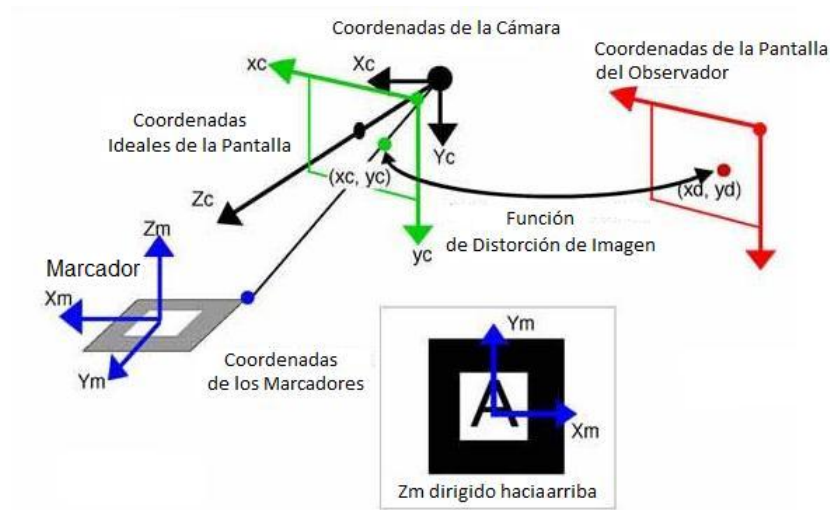 Coordenadas de la Cámara
Coordenadas de la Pantalla
del Observador
xc
Xc
Coordenadas
Ideales de la Pantalla
Yc
(xc, yc)
(xd, yd)
Zc
Función
de Distorción de Imagen
yc
Zm
Marcador
Xm
Ym
Coordenadas
de los Marcadores
Ym
A
Xm
Zm dirigido haciaarriba